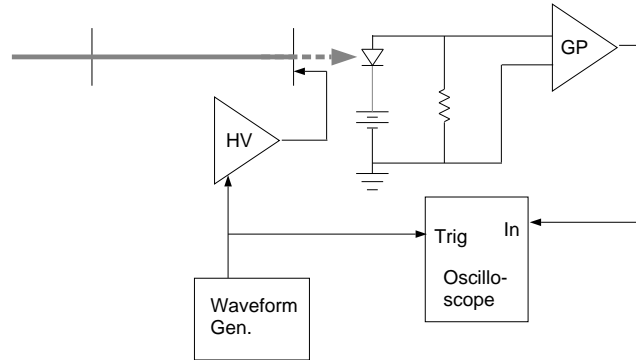 GP
HV
Trig
In
Oscillo-
scope
Waveform
Gen.